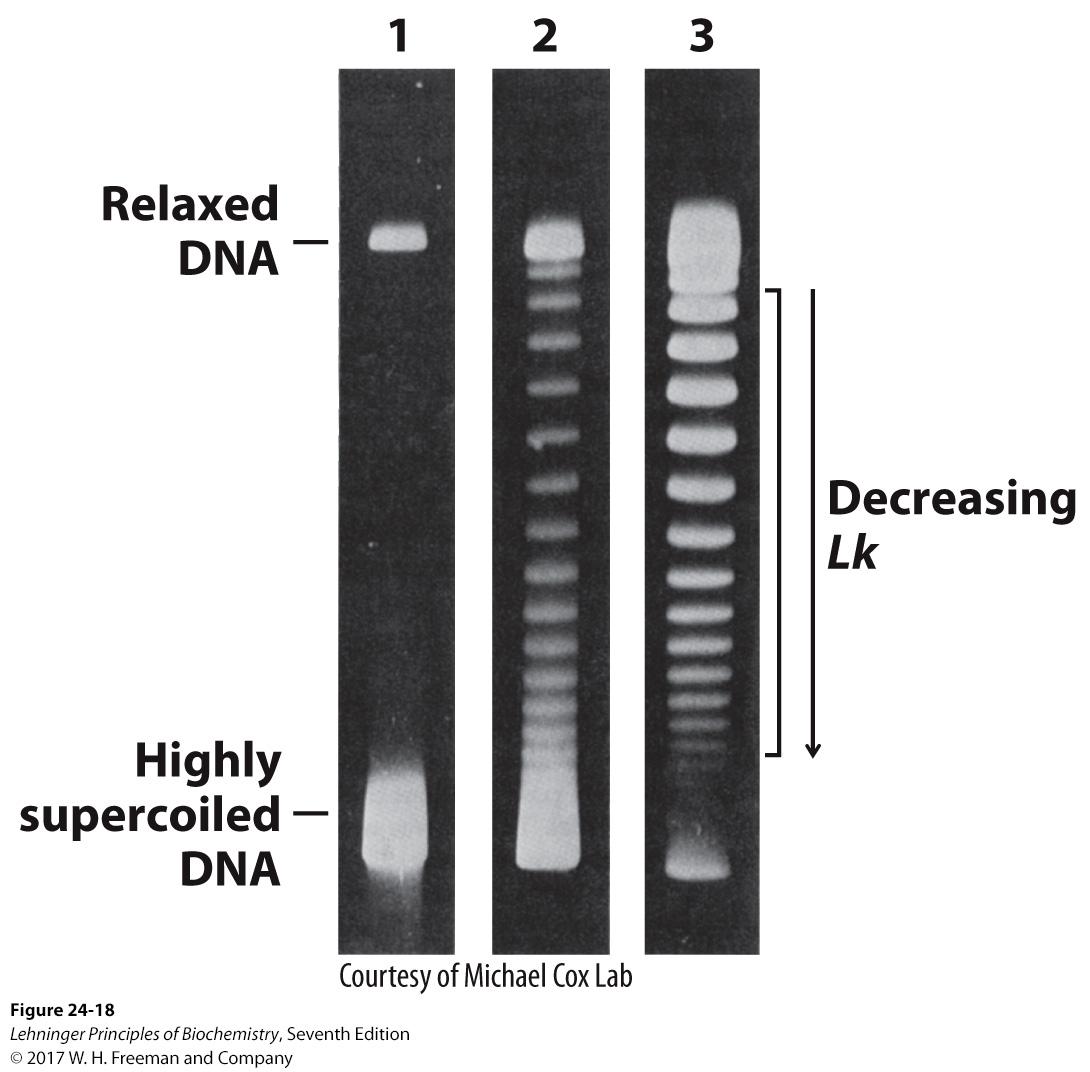 1 2 3
Relaxed
DNA
Decreasing
Lk
Highly
supercoiled
DNA
Courtesy of Michael Cox Lab
Figure 24-18
Lehninger Principles of Biochemistry, Seventh Edition
© 2017 W. H. Freeman and Company